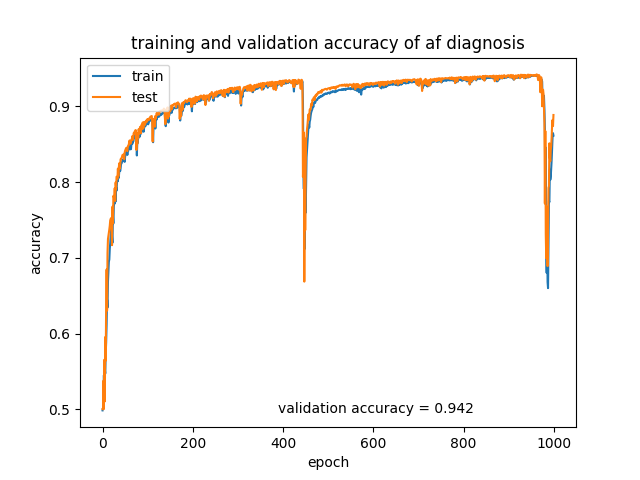 training and validation accuracy of af diagnosis
train
test
0.9
0.8
0.7
0.6
0.5
accuracy
validation accuracy = 0.942
0 200 400 600 800 1000
epoch